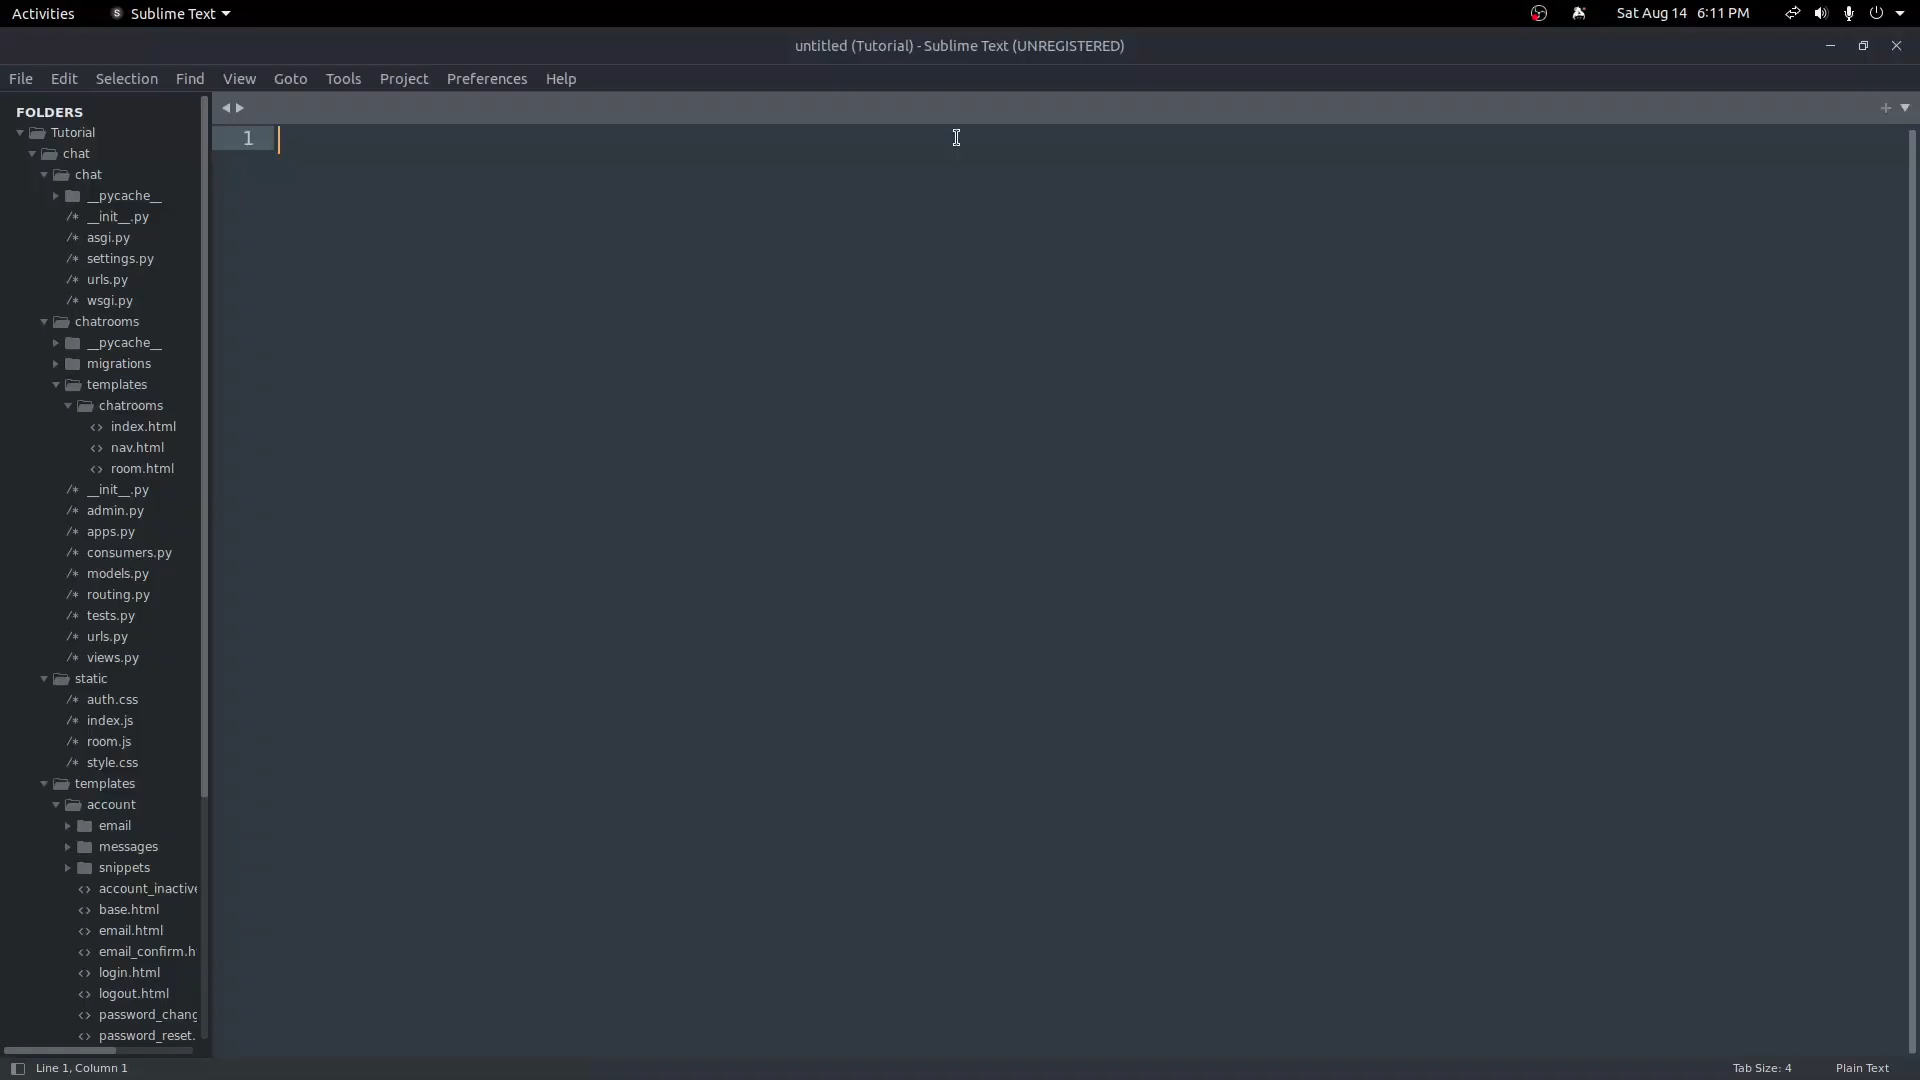 Activities Sublime Text Sat Aug 14 6:11 PM
untitled (Tutorial) - Sublime Text (UNREGISTERED)
File Edit Selection Find View Goto Tools Project Preferences Help
FOLDERS
Tutorial
chat
chat
__pycache__
/* __init__.py
/* asgi.py
/* settings.py
/* urls.py
/* wsgi.py
chatrooms
__pycache__
migrations
templates
chatrooms
<> index.html
<> nav.html
<> room.html
/* __init__.py
/* admin.py
/* apps.py
/* consumers.py
/* models.py
/* routing.py
/* tests.py
/* urls.py
/* views.py
static
/* auth.css
/* index.js
/* room.js
/* style.css
templates
account
email
messages
snippets
<> account_inactive
<> base.html
<> email.html
<> email_confirm.h
<> login.html
<> logout.html
<> password_chang
<> password_reset.
1
Line 1, Column 1 Tab Size: 4 Plain Text